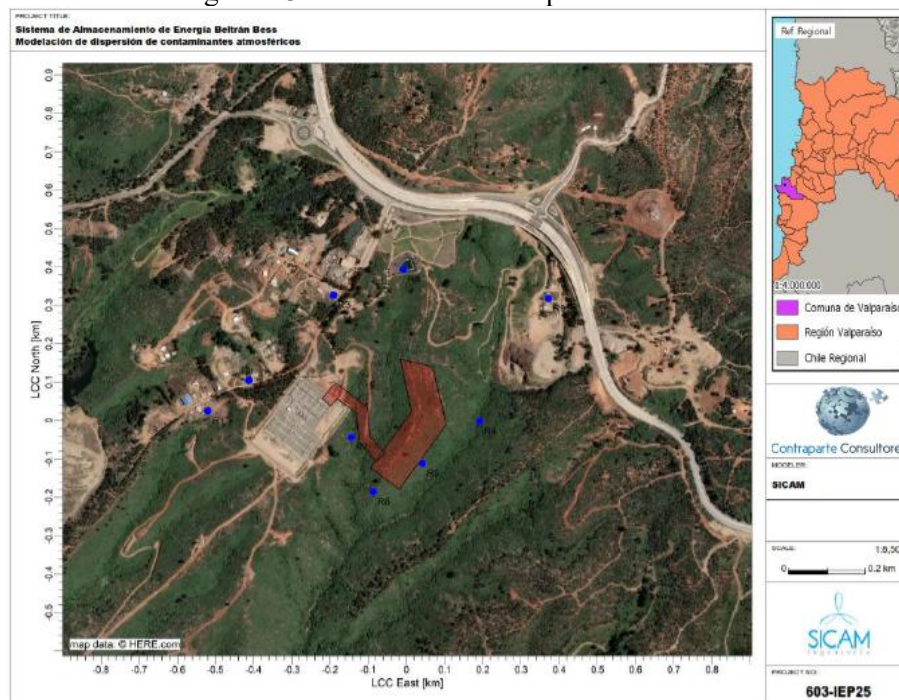 PROJECT TITLE:
Sistema de Almacenamiento de Energía Beltrán Bess
Modelación de dispersión de contaminantes atmosféricos
Ref. Regional
1:4.000.000
Comuna de Valparaíso
Región Valparaíso
Chile Regional
Contraparte Consultore
MODELER:
SICAM
SCALE:
1:6,50
0
0.2 km
SICAM
PROJECT NO.:
603-IEP25
LCC North [km]
0.9
0.8
0.7
0.6
0.5
0.4
0.3
0.2
0.1
0
-0.1
-0.2
-0.3
-0.4
-0.5
map data: © HERE.com
-0.8
-0.7
-0.6
-0.5
-0.4
-0.3
-0.2
-0.1
0
0.1
0.2
0.3
0.4
0.5
0.6
0.7
0.8
LCC East [km]